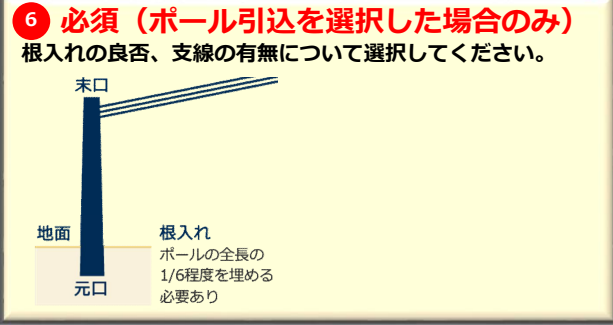 6 必須（ポール引込を選択した場合のみ）
根入れの良否、支線の有無について選択してください。
末口
地面
根入れ
ポールの全長の
1/6程度を埋める
必要あり
元口